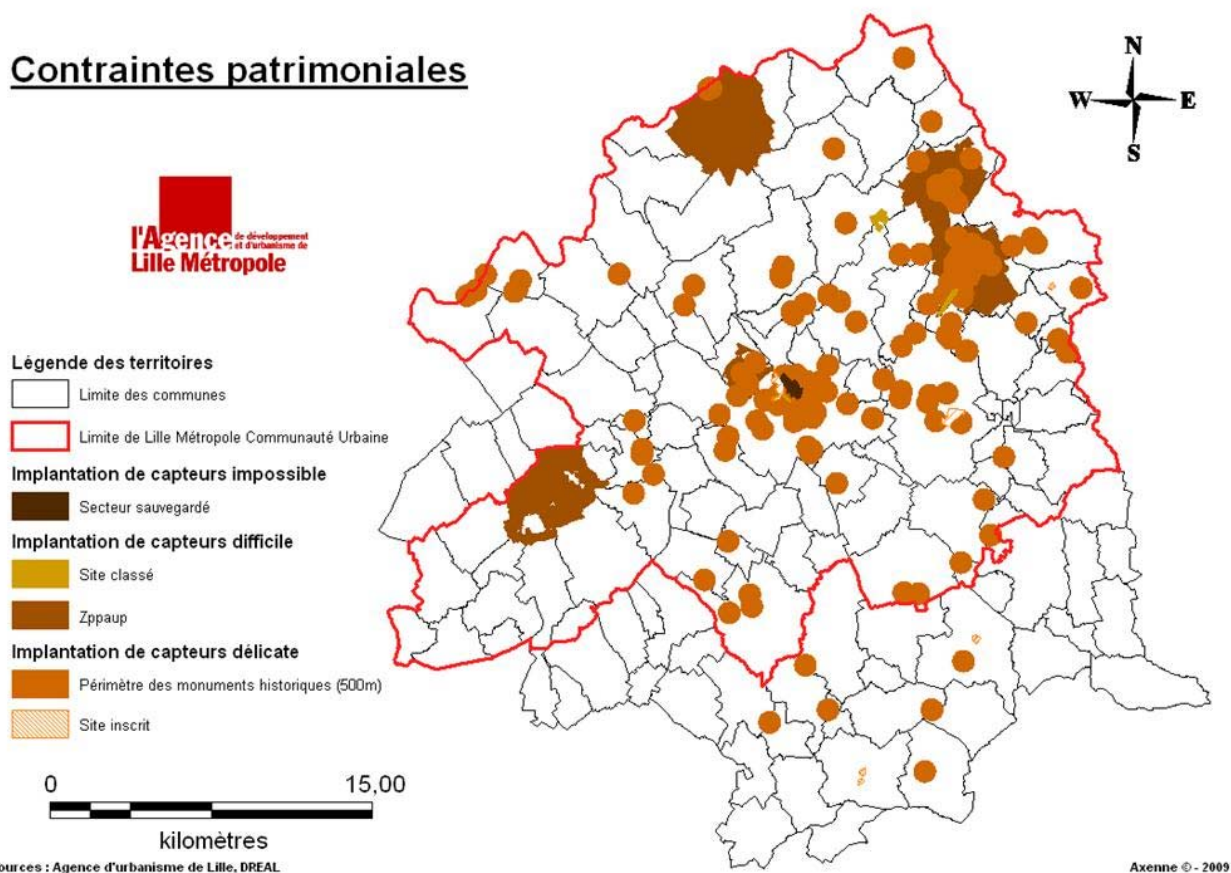 Contraintes patrimoniales
N
W E
S
l'Agence de développement
et d'urbanisme de
Lille Métropole
Légende des territoires
Limite des communes
Limite de Lille Métropole Communauté Urbaine
Implantation de capteurs impossible
Secteur sauvegardé
Implantation de capteurs difficile
Site classé
Zppaup
Implantation de capteurs délicate
Périmètre des monuments historiques (500m)
Site inscrit
0 15,00
kilomètres
ources : Agence d'urbanisme de Lille, DREAL
Axenne © - 2009